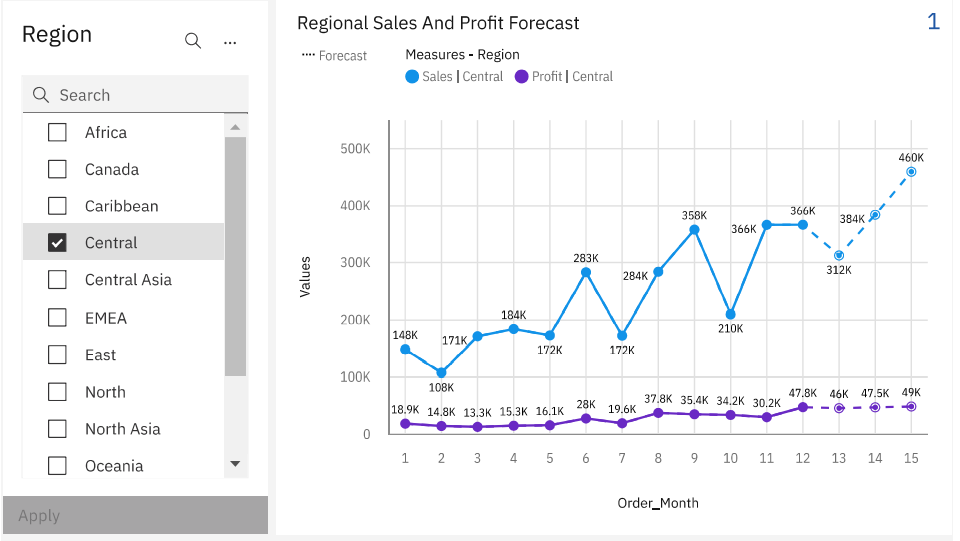 Region
...
Search
Africa
Canada
Caribbean
Central
Central Asia
EMEA
East
North
North Asia
Oceania
Apply
Regional Sales And Profit Forecast
1
Forecast
Measures - Region
Sales | Central
Profit | Central
Values
500K
400K
300K
200K
100K
0
148K
108K
171K
184K
172K
283K
172K
284K
358K
210K
366K
366K
312K
384K
460K
18.9K
14.8K
13.3K
15.3K
16.1K
28K
19.6K
37.8K
35.4K
34.2K
30.2K
47.8K
46K
47.5K
49K
1 2 3 4 5 6 7 8 9 10 11 12 13 14 15
Order_Month